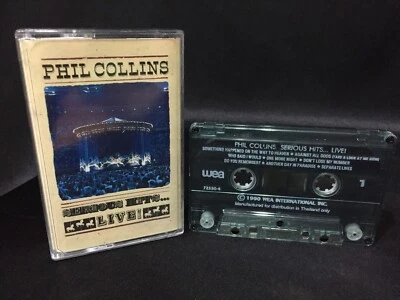 PHIL COLLINS
SERIOUS HITS...
LIVE!
PHIL COLLINS SERIOUS HITS... LIVE!
SOMETHING HAPPENED ON THE WAY TO HEAVEN • AGAINST ALL ODDS (TAKE A LOOK AT ME NOW)
WHO SAID I WOULD • ONE MORE NIGHT • DON'T LOSE MY NUMBER
DO YOU REMEMBER? • ANOTHER DAY IN PARADISE • SEPARATE LIVES
wea
1
© 1990 WEA INTERNATIONAL INC.
Manufactured for distribution in Thailand only